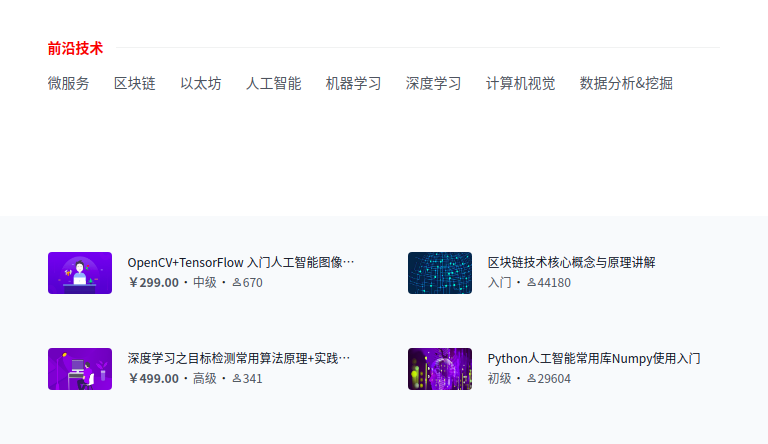 前沿技术
微服务 区块链 以太坊 人工智能 机器学习 深度学习 计算机视觉 数据分析&挖掘
OpenCV+TensorFlow 入门人工智能图像…
¥299.00 · 中级 · 670
区块链技术核心概念与原理讲解
入门 · 44180
深度学习之目标检测常用算法原理+实践…
¥499.00 · 高级 · 341
Python人工智能常用库Numpy使用入门
初级 · 29604